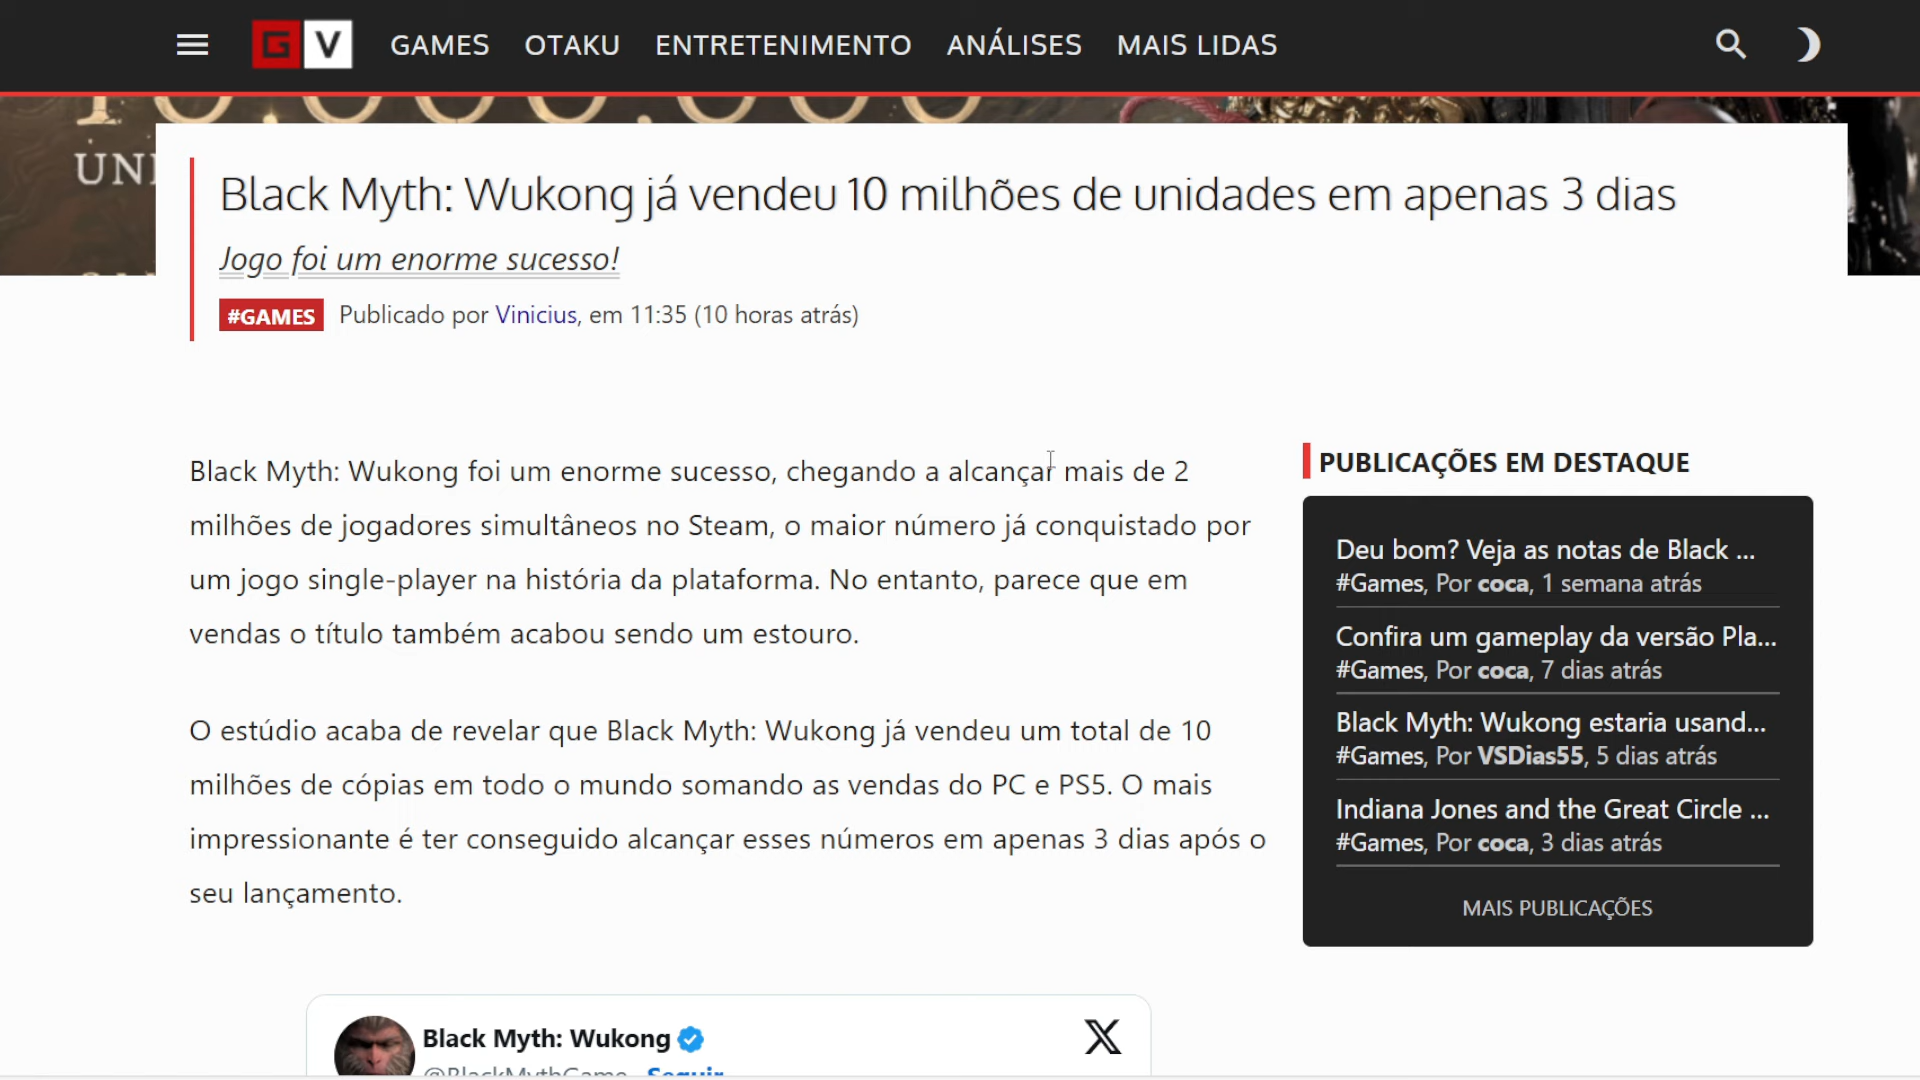 G V GAMES OTAKU ENTRETENIMENTO ANÁLISES MAIS LIDAS
Black Myth: Wukong já vendeu 10 milhões de unidades em apenas 3 dias
Jogo foi um enorme sucesso!
#GAMES Publicado por Vinicius, em 11:35 (10 horas atrás)
Black Myth: Wukong foi um enorme sucesso, chegando a alcançar mais de 2
milhões de jogadores simultâneos no Steam, o maior número já conquistado por
um jogo single-player na história da plataforma. No entanto, parece que em
vendas o título também acabou sendo um estouro.
O estúdio acaba de revelar que Black Myth: Wukong já vendeu um total de 10
milhões de cópias em todo o mundo somando as vendas do PC e PS5. O mais
impressionante é ter conseguido alcançar esses números em apenas 3 dias após o
seu lançamento.
Black Myth: Wukong
@BlackMythGame Seguir
PUBLICAÇÕES EM DESTAQUE
Deu bom? Veja as notas de Black ...
#Games, Por coca, 1 semana atrás
Confira um gameplay da versão Pla...
#Games, Por coca, 7 dias atrás
Black Myth: Wukong estaria usand...
#Games, Por VSDias55, 5 dias atrás
Indiana Jones and the Great Circle ...
#Games, Por coca, 3 dias atrás
MAIS PUBLICAÇÕES